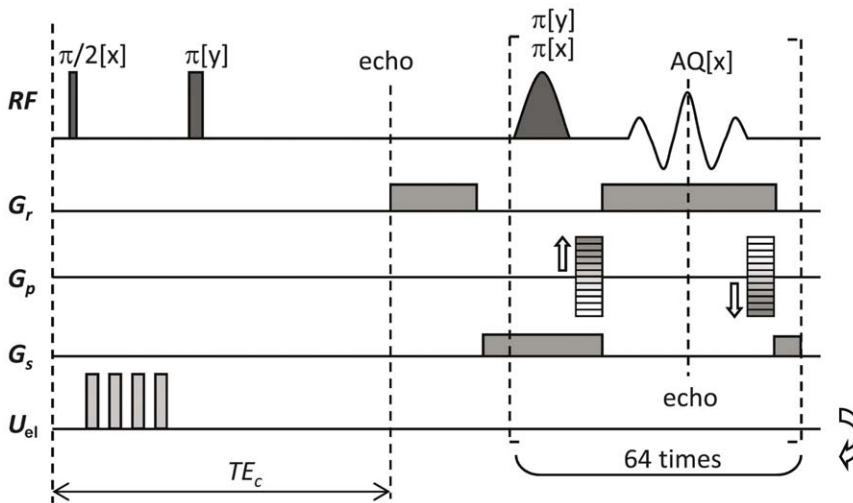 π[y]
π/2[x] π[y] echo π[x] AQ[x]
RF
Gr
Gp
Gs
echo
Uel
TEc 64 times